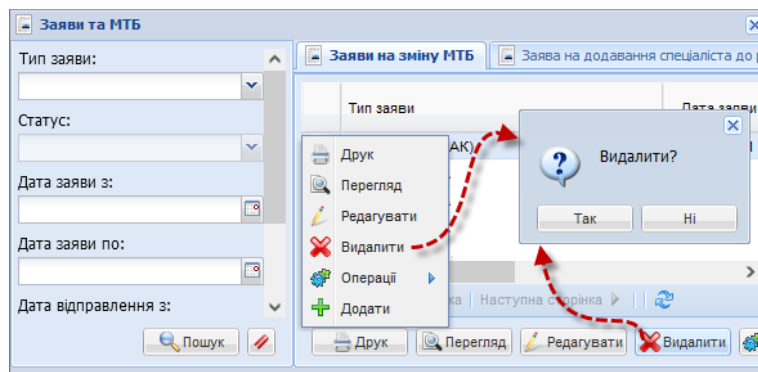 Заяви та МТБ
Тип заяви:
Статус:
Дата заяви з:
Дата заяви по:
Дата відправлення з:
Пошук
Заяви на зміну МТБ
Заява на додавання спеціаліста до
Тип заяви
Дата заяви
АК)
Друк
Перегляд
Редагувати
Видалити
Операції
Додати
Видалити?
Так
Ні
Наступна сторінка
Друк
Перегляд
Редагувати
Видалити